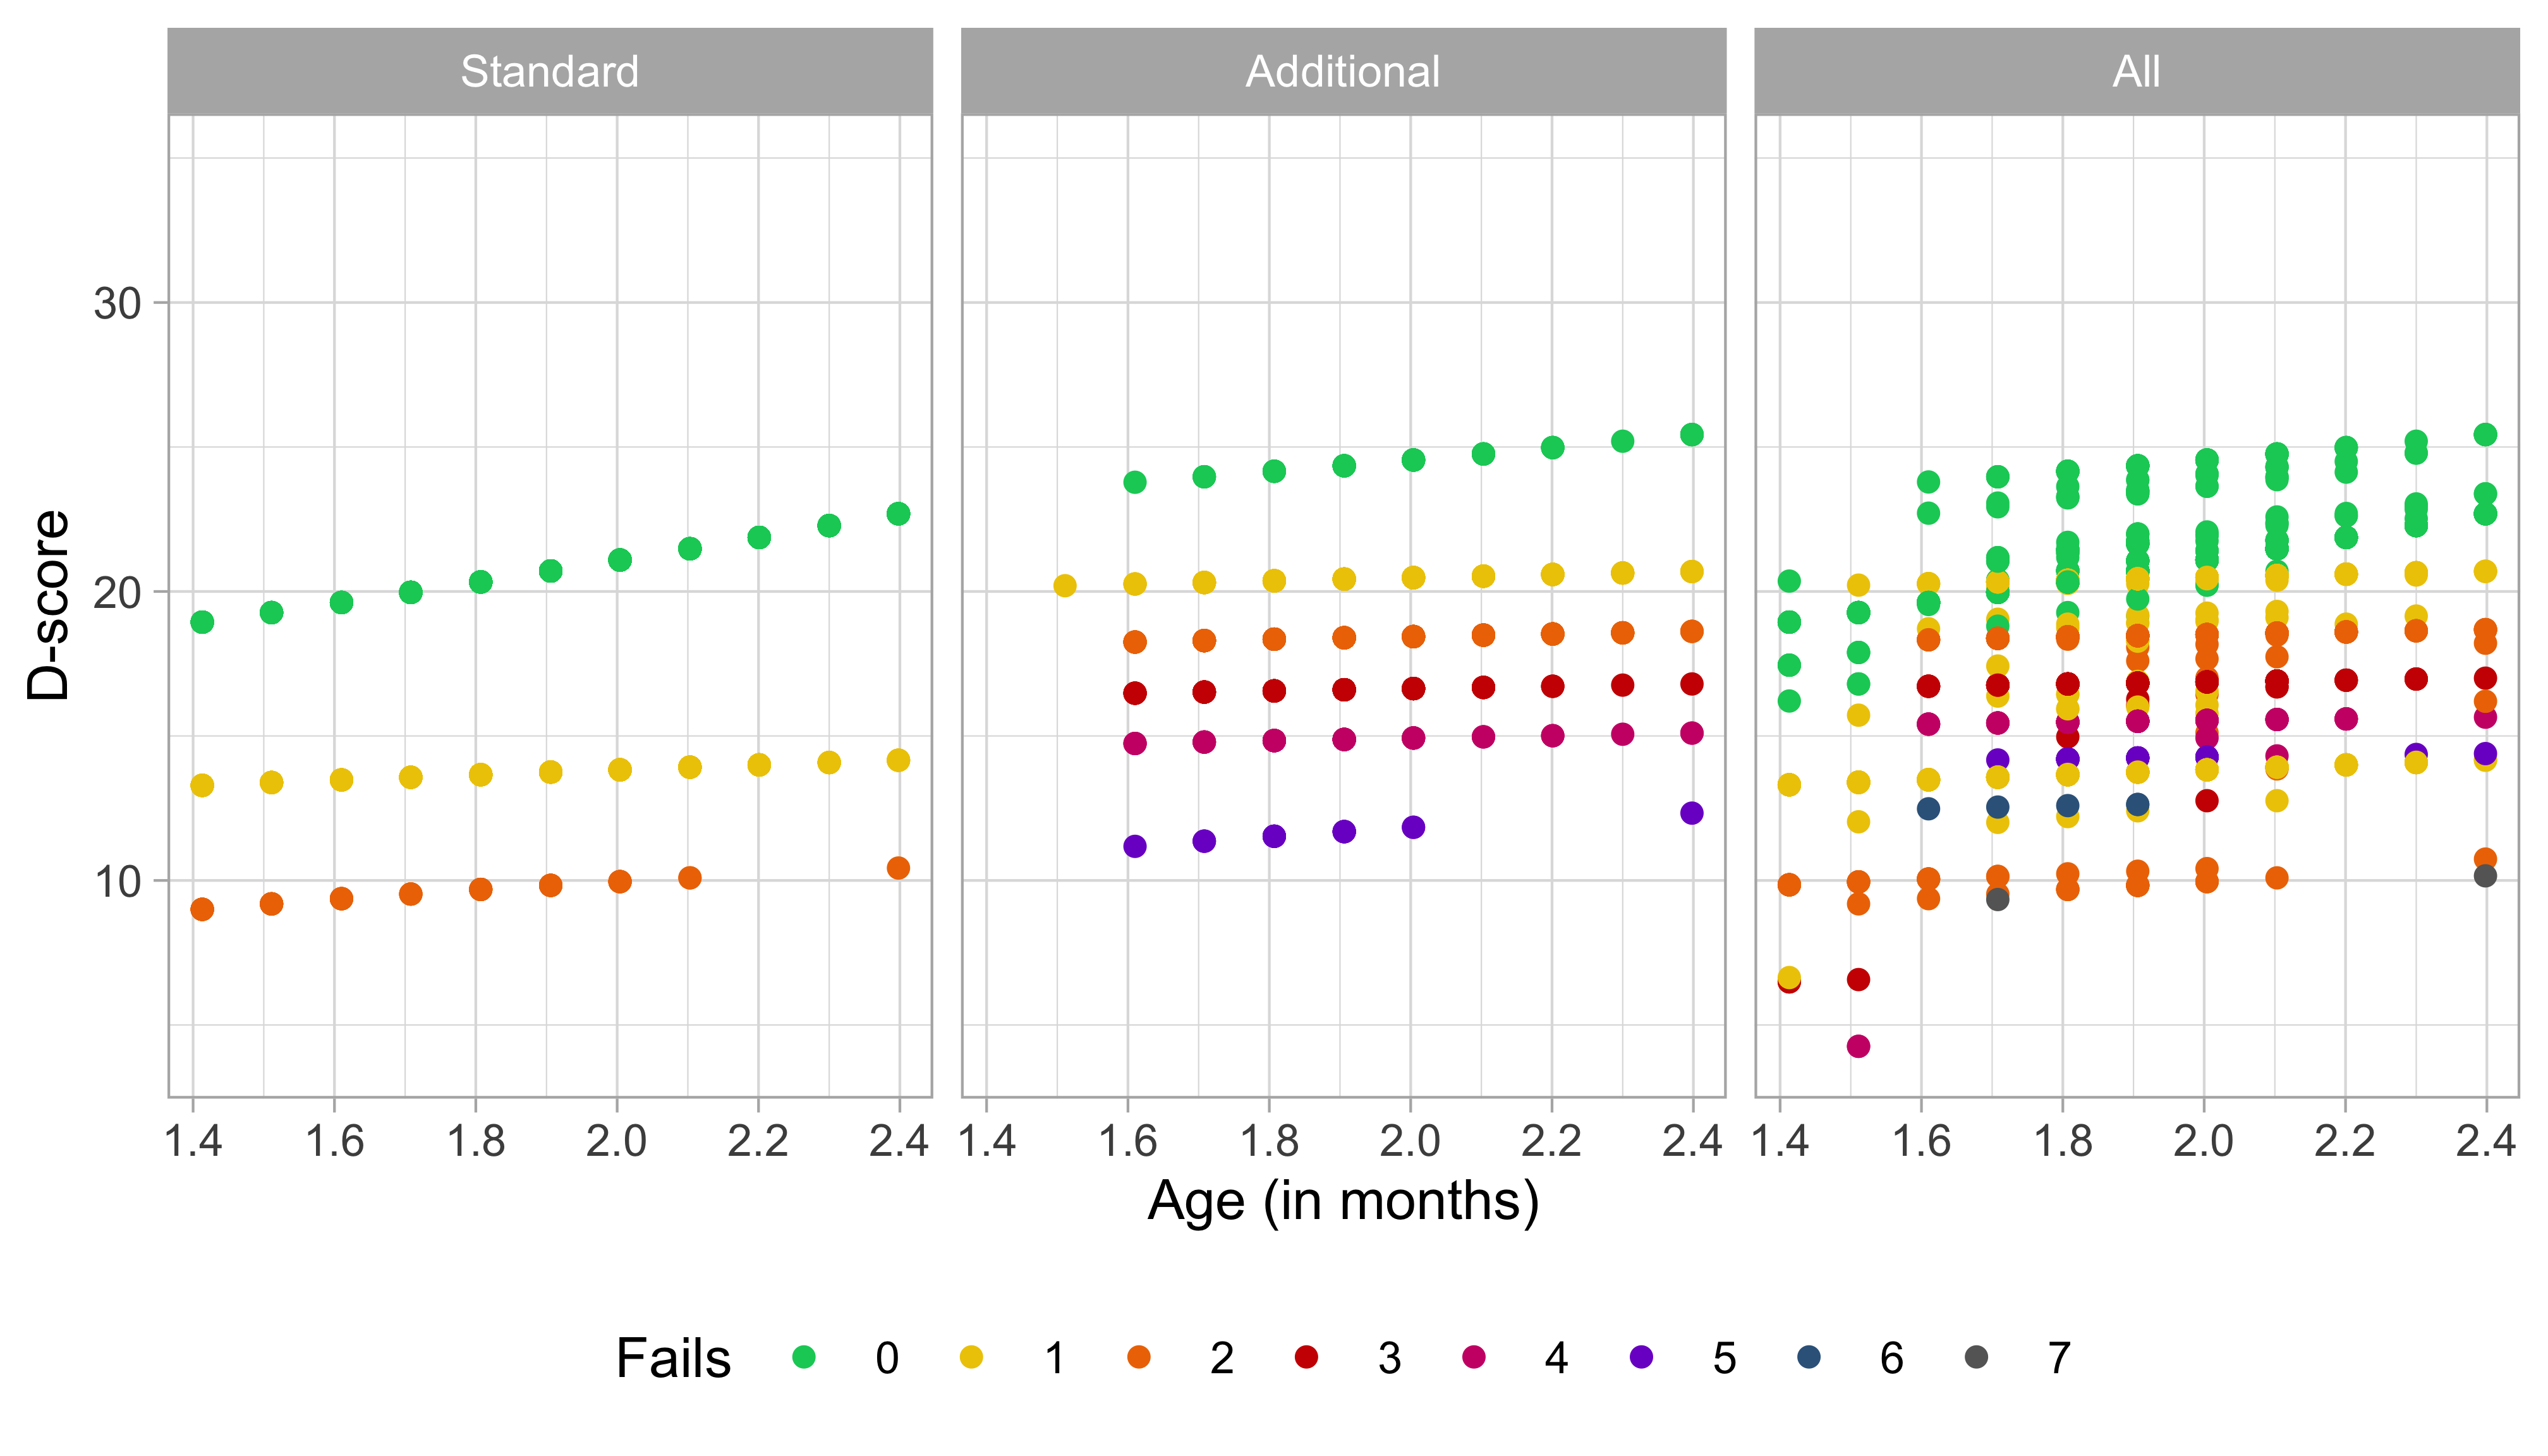 Standard Additional All
D-score
30
20
10
1.4 1.6 1.8 2.0 2.2 2.4 1.4 1.6 1.8 2.0 2.2 2.4 1.4 1.6 1.8 2.0 2.2 2.4
Age (in months)
Fails 0 1 2 3 4 5 6 7